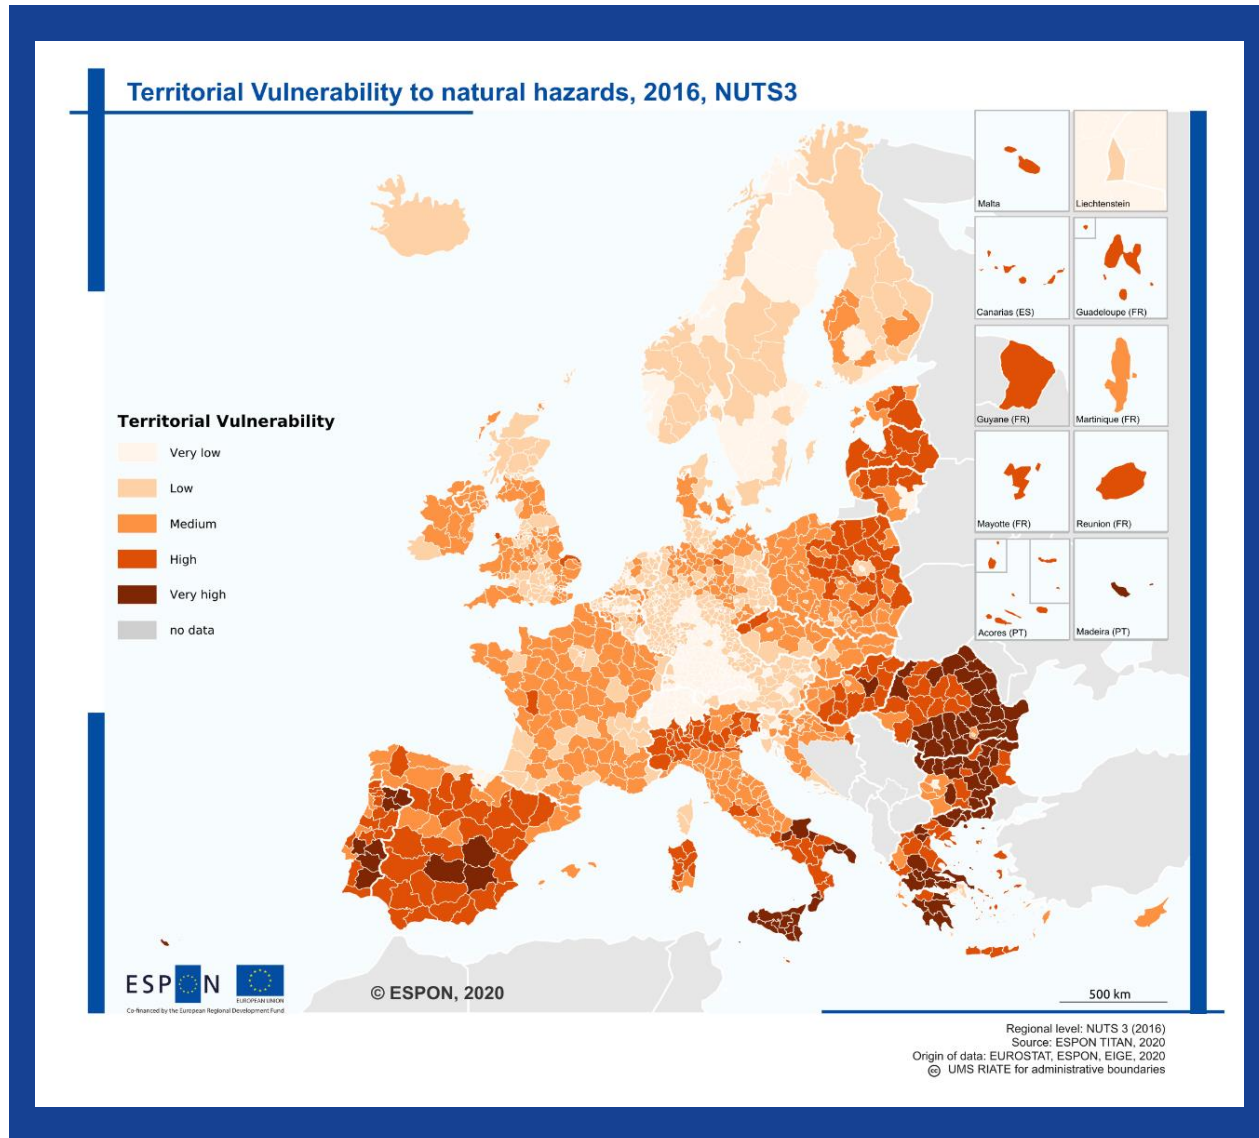 Territorial Vulnerability to natural hazards, 2016, NUTS3
Malta
Liechtenstein
Canarias (ES)
Guadeloupe (FR)
Guyane (FR)
Martinique (FR)
Mayotte (FR)
Reunion (FR)
Acores (PT)
Madeira (PT)
Territorial Vulnerability
Very low
Low
Medium
High
Very high
no data
ESPON
EUROPEAN UNION
Co-financed by the European Regional Development Fund
© ESPON, 2020
500 km
Regional level: NUTS 3 (2016)
Source: ESPON TITAN, 2020
Origin of data: EUROSTAT, ESPON, EIGE, 2020
cc UMS RIATE for administrative boundaries